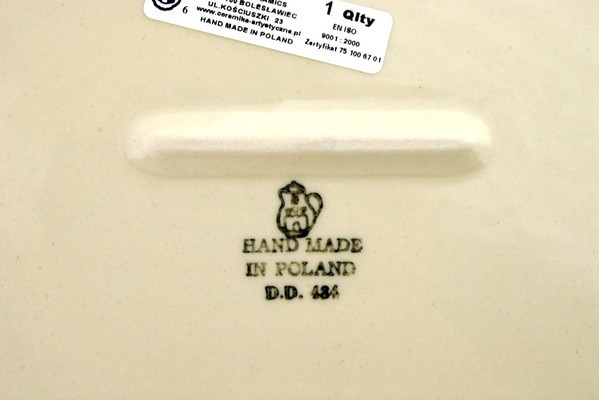 100 BOLESŁAWIEC
UL.KOŚCIUSZKI 23
www.ceramika-artystyczna.pl
HAND MADE IN POLAND
6
1 Qlty
EN ISO
9001 : 2000
Zertyfikat 75 100 67 01
HAND MADE
IN POLAND
D.D. 484